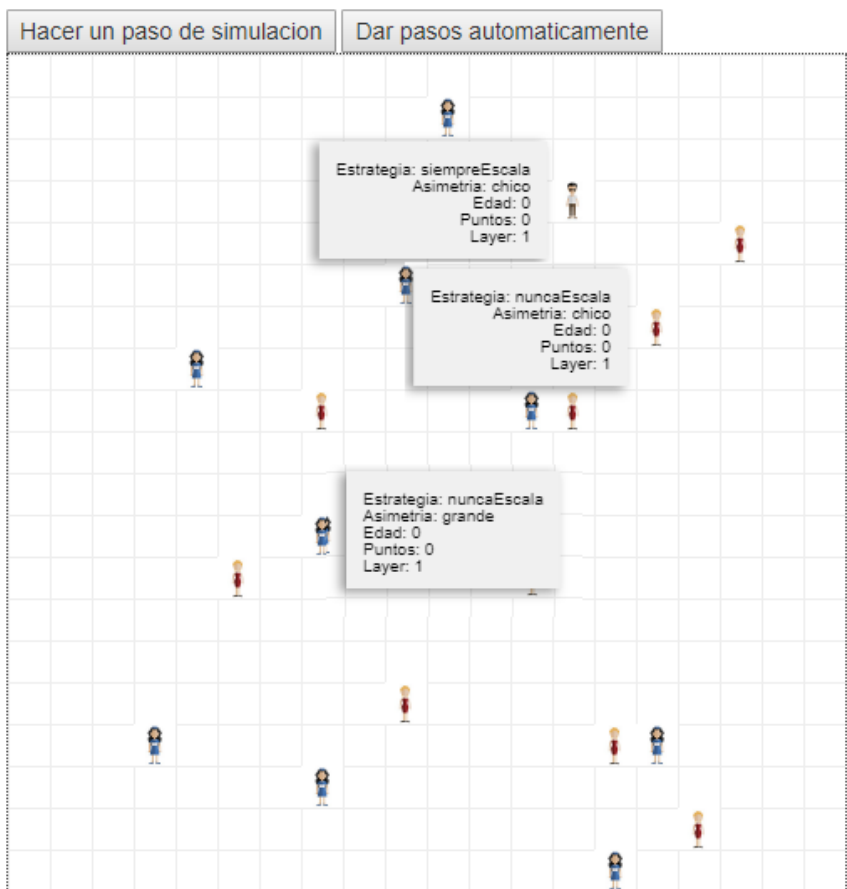 Hacer un paso de simulacion
Dar pasos automaticamente
Estrategia: siempreEscala
Asimetria: chico
Edad: 0
Puntos: 0
Layer: 1
Estrategia: nuncaEscala
Asimetria: chico
Edad: 0
Puntos: 0
Layer: 1
Estrategia: nuncaEscala
Asimetria: grande
Edad: 0
Puntos: 0
Layer: 1